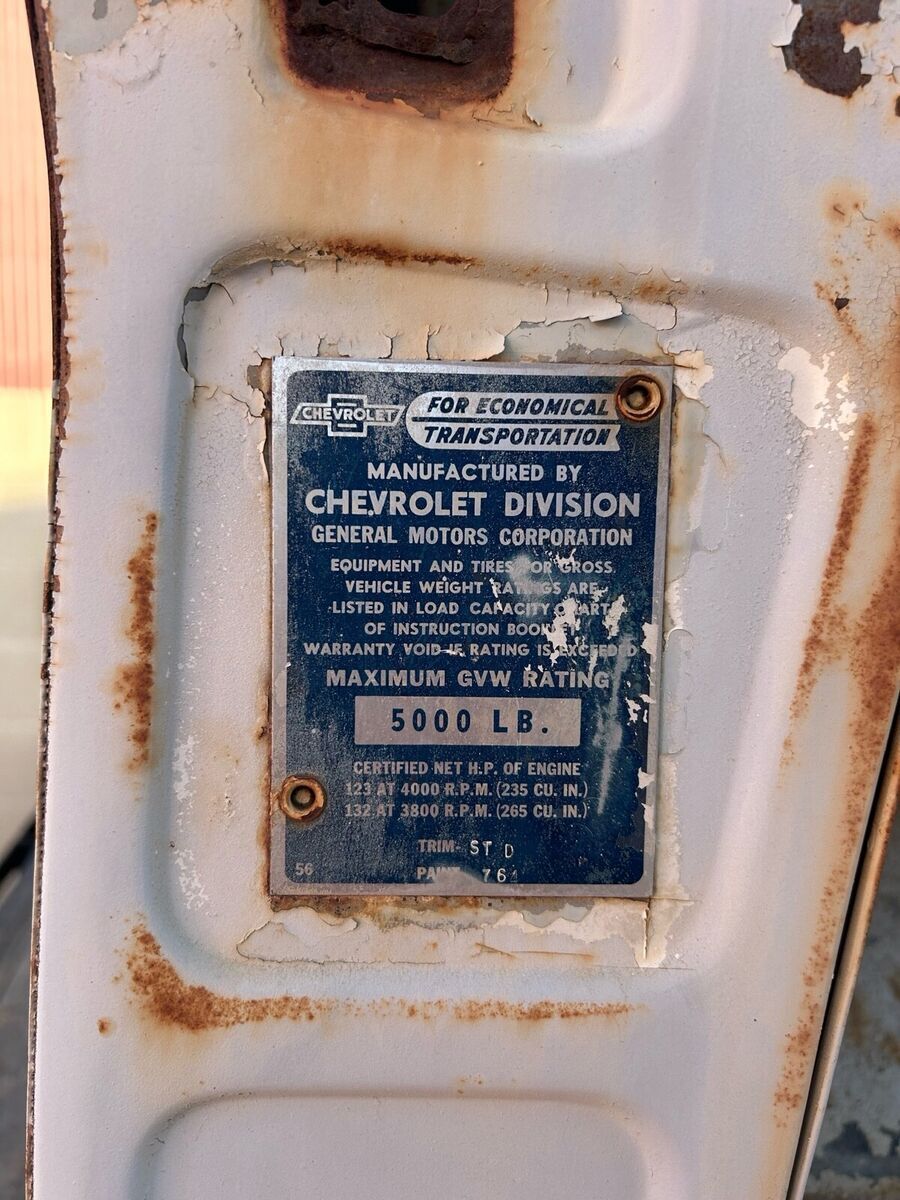 CHEVROLET
FOR ECONOMICAL
TRANSPORTATION
MANUFACTURED BY
CHEVROLET DIVISION
GENERAL MOTORS CORPORATION
EQUIPMENT AND TIRES FOR GROSS
VEHICLE WEIGHT RATINGS ARE
LISTED IN LOAD CAPACITY CHART
OF INSTRUCTION BOOKLET
WARRANTY VOID IF RATING IS EXCEEDED
MAXIMUM GVW RATING
5000 LB.
CERTIFIED NET H.P. OF ENGINE
123 AT 4000 R.P.M. (235 CU. IN.)
132 AT 3800 R.P.M. (265 CU. IN.)
TRIM- STD
56 PAINT